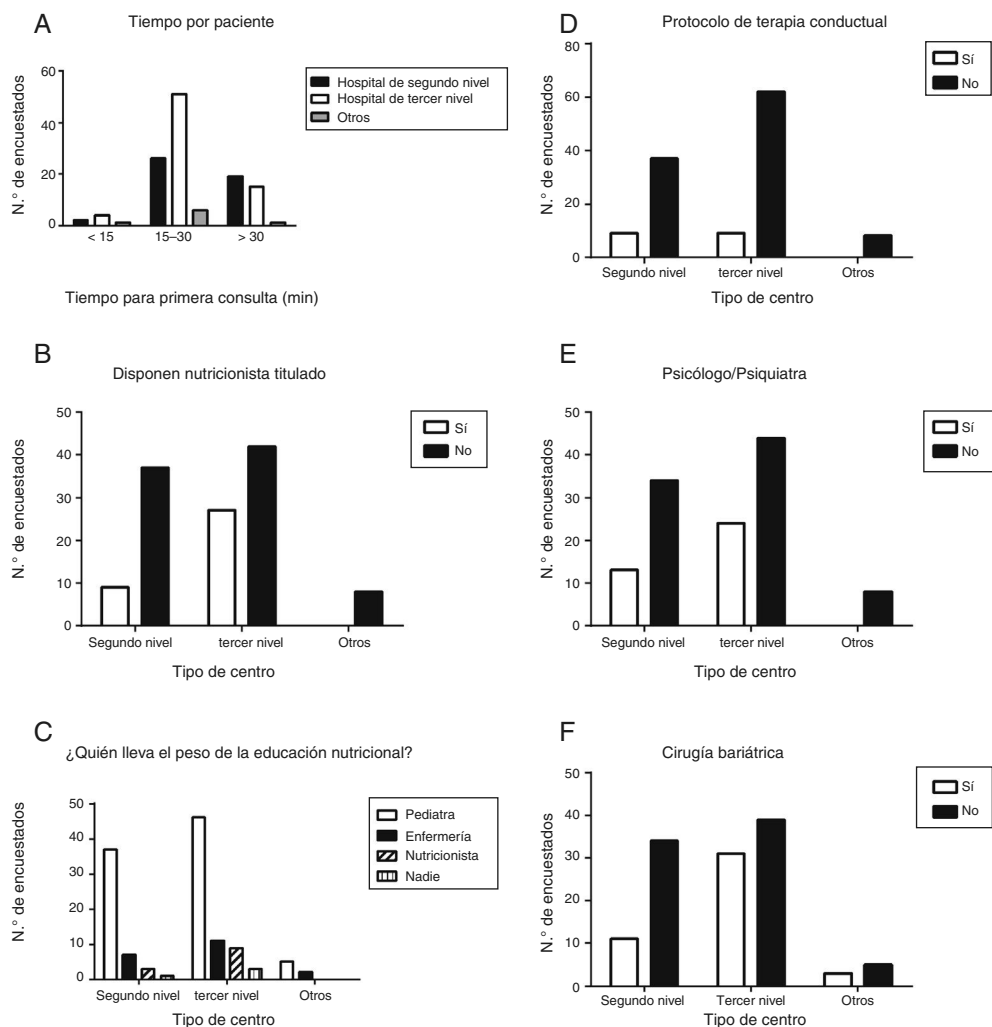 A
Tiempo por paciente
Hospital de segundo nivel
Hospital de tercer nivel
Otros
N.° de encuestados
60
40
20
0
< 15
15–30
> 30
Tiempo para primera consulta (min)
B
Disponen nutricionista titulado
Sí
No
N.° de encuestados
50
40
30
20
10
0
Segundo nivel
tercer nivel
Otros
Tipo de centro
C
¿Quién lleva el peso de la educación nutricional?
Pediatra
Enfermería
Nutricionista
Nadie
N.° de encuestados
50
40
30
20
10
0
Segundo nivel
tercer nivel
Otros
Tipo de centro
D
Protocolo de terapia conductual
Sí
No
N.° de encuestados
80
60
40
20
0
Segundo nivel
tercer nivel
Otros
Tipo de centro
E
Psicólogo/Psiquiatra
Sí
No
N.° de encuestados
50
40
30
20
10
0
Segundo nivel
tercer nivel
Otros
Tipo de centro
F
Cirugía bariátrica
Sí
No
N.° de encuestados
50
40
30
20
10
0
Segundo nivel
Tercer nivel
Otros
Tipo de centro